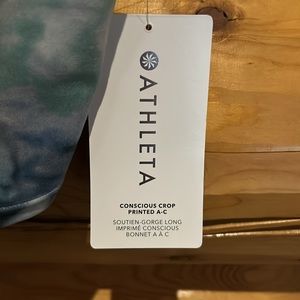 ATHLETA
CONSCIOUS CROP
PRINTED A-C
SOUTIEN-GORGE LONG
IMPRIMÉ CONSCIOUS
BONNET A À C